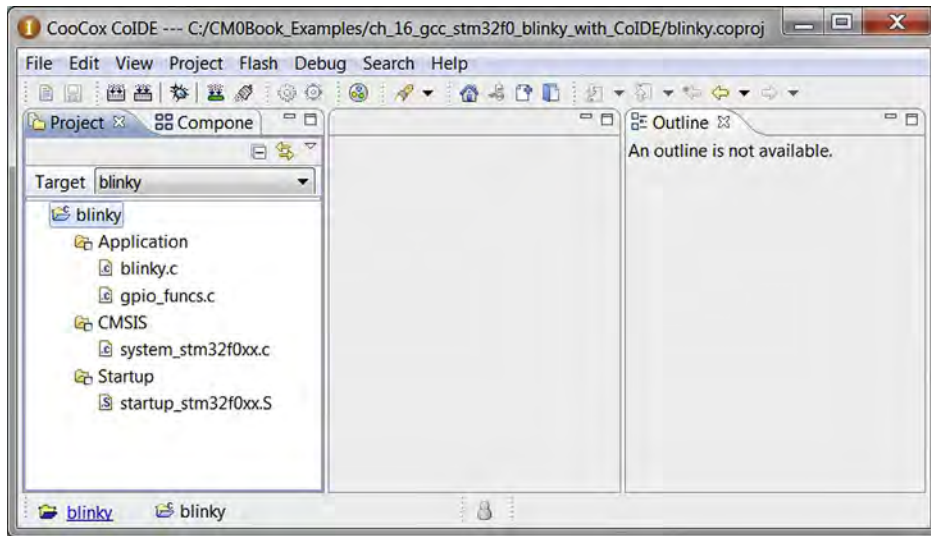 CooCox CoIDE --- C:/CM0Book_Examples/ch_16_gcc_stm32f0_blinky_with_CoIDE/blinky.coproj
File Edit View Project Flash Debug Search Help
Project Compone
Target blinky
blinky
Application
blinky.c
gpio_funcs.c
CMSIS
system_stm32f0xx.c
Startup
startup_stm32f0xx.S
Outline
An outline is not available.
blinky blinky